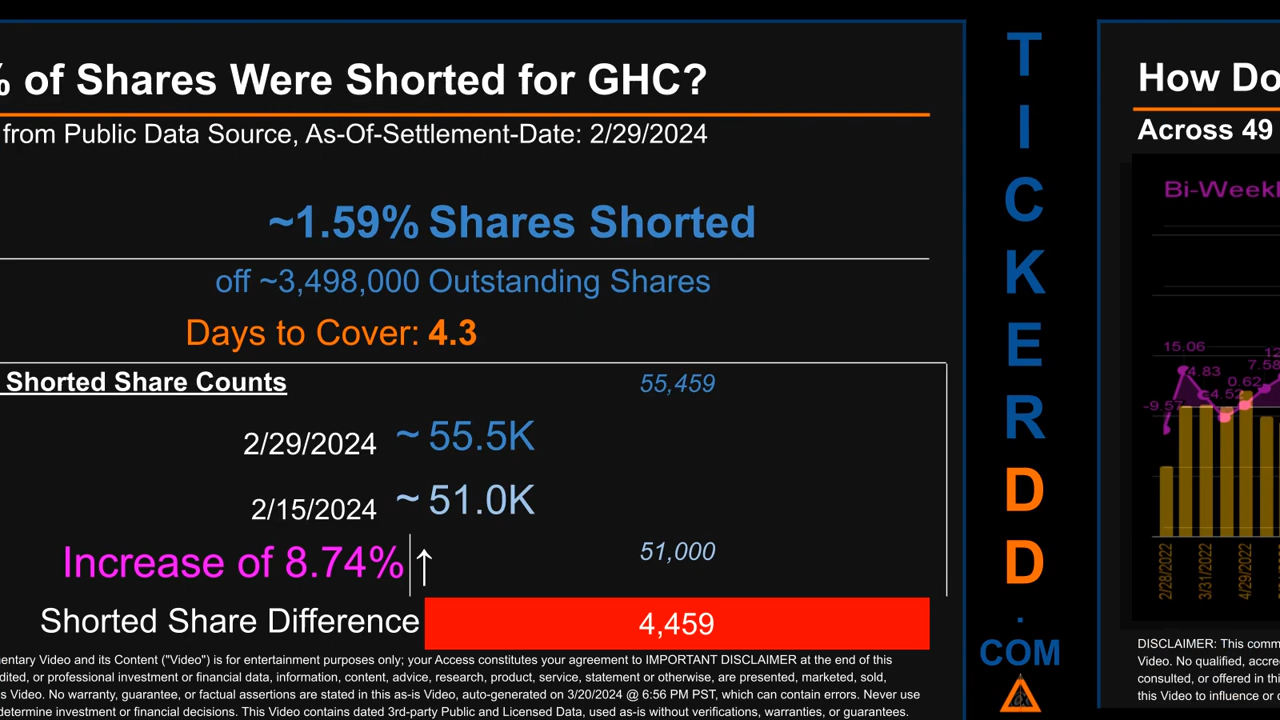 % of Shares Were Shorted for GHC?
from Public Data Source, As-Of-Settlement-Date: 2/29/2024
~1.59% Shares Shorted
off ~3,498,000 Outstanding Shares
Days to Cover: 4.3
Shorted Share Counts
55,459
2/29/2024 ~ 55.5K
2/15/2024 ~ 51.0K
Increase of 8.74% ↑
51,000
Shorted Share Difference 4,459
mentary Video and its Content ("Video") is for entertainment purposes only; your Access constitutes your agreement to IMPORTANT DISCLAIMER at the end of this
dited, or professional investment or financial data, information, content, advice, research, product, service, statement or otherwise, are presented, marketed, sold,
s Video. No warranty, guarantee, or factual assertions are stated in this as-is Video, auto-generated on 3/20/2024 @ 6:56 PM PST, which can contain errors. Never use
determine investment or financial decisions. This Video contains dated 3rd-party Public and Licensed Data, used as-is without verifications, warranties, or guarantees.
TICKERDD
.
COM
How Do
Across 49
Bi-Weekl
15.06
12
7.58
4.83
0.62
-4.52
-9.57
2/28/2022
3/31/2022
4/29/2022
DISCLAIMER: This comm
Video. No qualified, accre
consulted, or offered in thi
this Video to influence or d